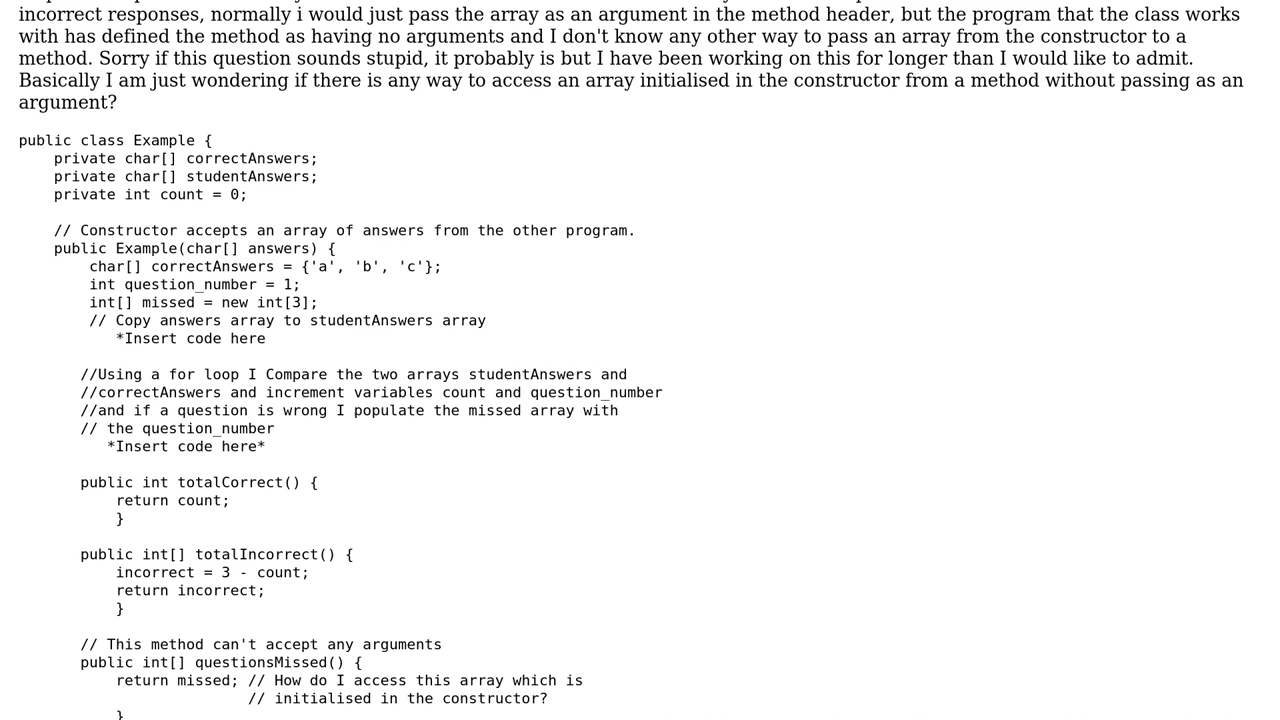 incorrect responses, normally i would just pass the array as an argument in the method header, but the program that the class works
with has defined the method as having no arguments and I don't know any other way to pass an array from the constructor to a
method. Sorry if this question sounds stupid, it probably is but I have been working on this for longer than I would like to admit.
Basically I am just wondering if there is any way to access an array initialised in the constructor from a method without passing as an
argument?
public class Example {
    private char[] correctAnswers;
    private char[] studentAnswers;
    private int count = 0;
    // Constructor accepts an array of answers from the other program.
    public Example(char[] answers) {
        char[] correctAnswers = {'a', 'b', 'c'};
        int question_number = 1;
        int[] missed = new int[3];
        // Copy answers array to studentAnswers array
           *Insert code here
       //Using a for loop I Compare the two arrays studentAnswers and
       //correctAnswers and increment variables count and question_number
       //and if a question is wrong I populate the missed array with
       // the question_number
          *Insert code here*
       public int totalCorrect() {
           return count;
           }
       public int[] totalIncorrect() {
           incorrect = 3 - count;
           return incorrect;
           }
       // This method can't accept any arguments
       public int[] questionsMissed() {
           return missed; // How do I access this array which is
                          // initialised in the constructor?
           }